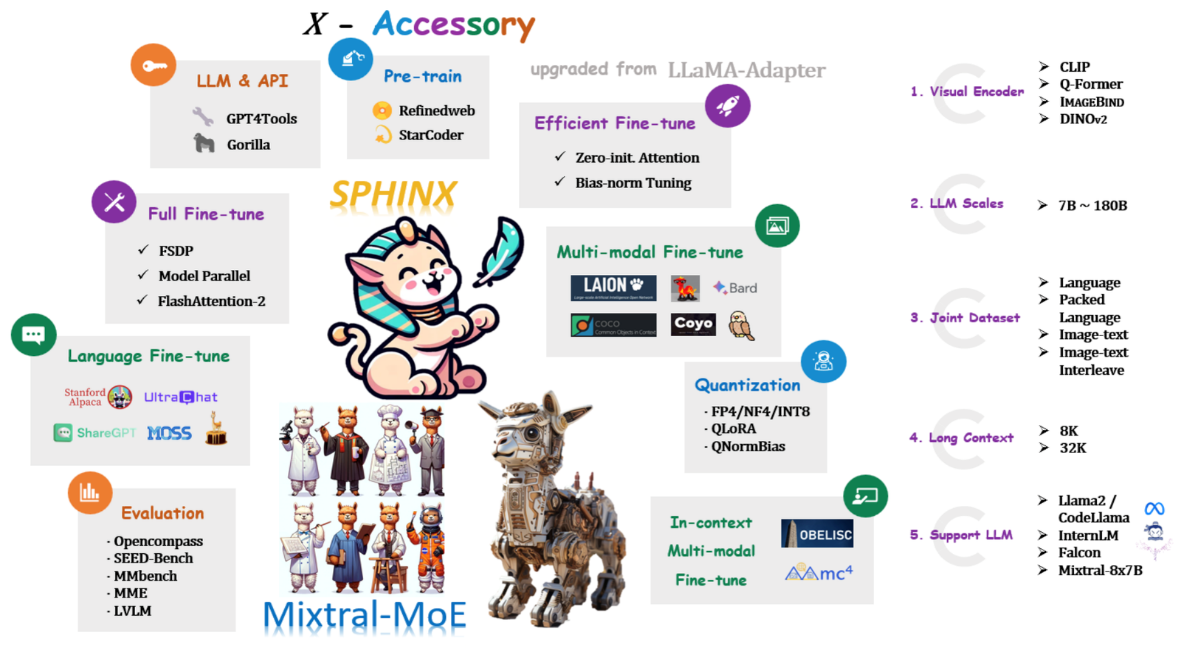 X - Accessory
upgraded from LLaMA-Adapter
LLM & API
GPT4Tools
Gorilla
Pre-train
Refinedweb
StarCoder
Efficient Fine-tune
✓ Zero-init. Attention
✓ Bias-norm Tuning
Full Fine-tune
✓ FSDP
✓ Model Parallel
✓ FlashAttention-2
SPHINX
Multi-modal Fine-tune
LAION
Bard
COCO
Common Objects in Context
Coyo
Language Fine-tune
Stanford
Alpaca
UltraChat
ShareGPT
MOSS
Quantization
· FP4/NF4/INT8
· QLoRA
· QNormBias
Evaluation
· Opencompass
· SEED-Bench
· MMbench
· MME
· LVLM
Mixtral-MoE
In-context
Multi-modal
Fine-tune
OBELISC
mc4
1. Visual Encoder
➢ CLIP
➢ Q-Former
➢ IMAGEBIND
➢ DINOv2
2. LLM Scales
➢ 7B ~ 180B
3. Joint Dataset
➢ Language
➢ Packed
Language
➢ Image-text
➢ Image-text
Interleave
4. Long Context
➢ 8K
➢ 32K
5. Support LLM
➢ Llama2 /
CodeLlama
➢ InternLM
➢ Falcon
➢ Mixtral-8x7B